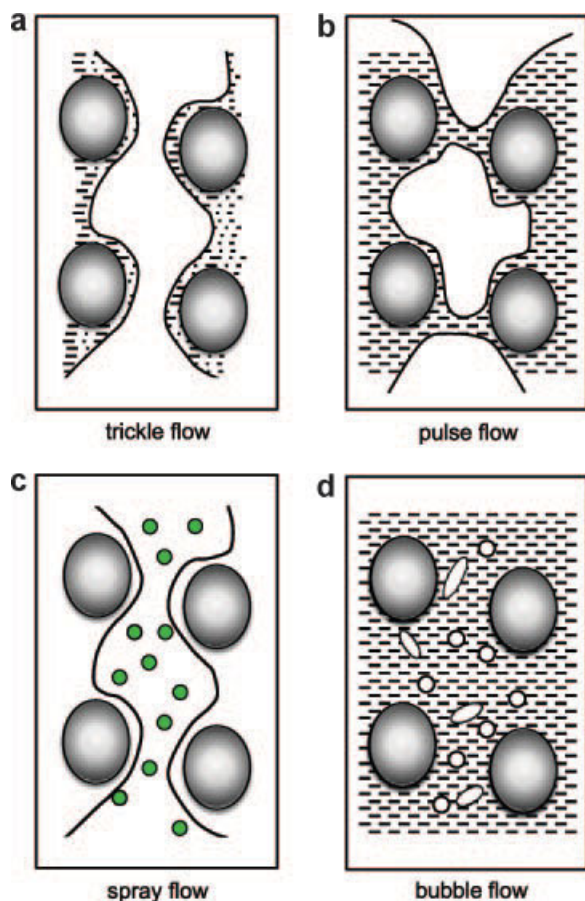 a
b
trickle flow
pulse flow
c
d
spray flow
bubble flow